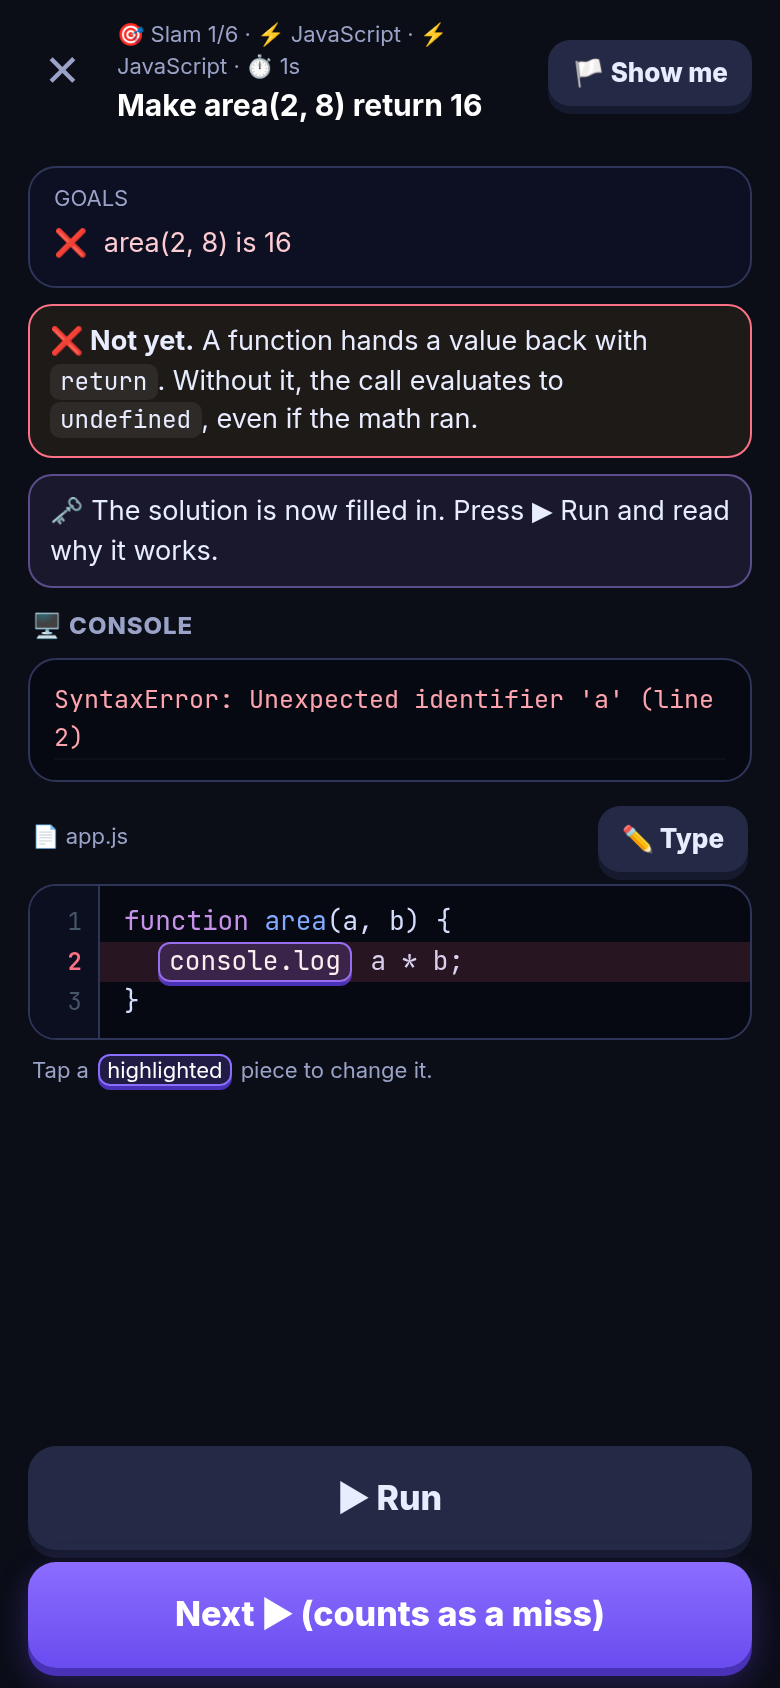 ✕
🎯 Slam 1/6 · ⚡ JavaScript · ⚡
JavaScript · ⏱️ 1s
Make area(2, 8) return 16
🏳️ Show me
GOALS
❌ area(2, 8) is 16
❌ Not yet. A function hands a value back with
return. Without it, the call evaluates to
undefined, even if the math ran.
🗝️ The solution is now filled in. Press ▶ Run and read
why it works.
🖥️ CONSOLE
SyntaxError: Unexpected identifier 'a' (line
2)
📄 app.js
✏️ Type
1 function area(a, b) {
2 console.log a * b;
3 }
Tap a highlighted piece to change it.
▶ Run
Next ▶ (counts as a miss)